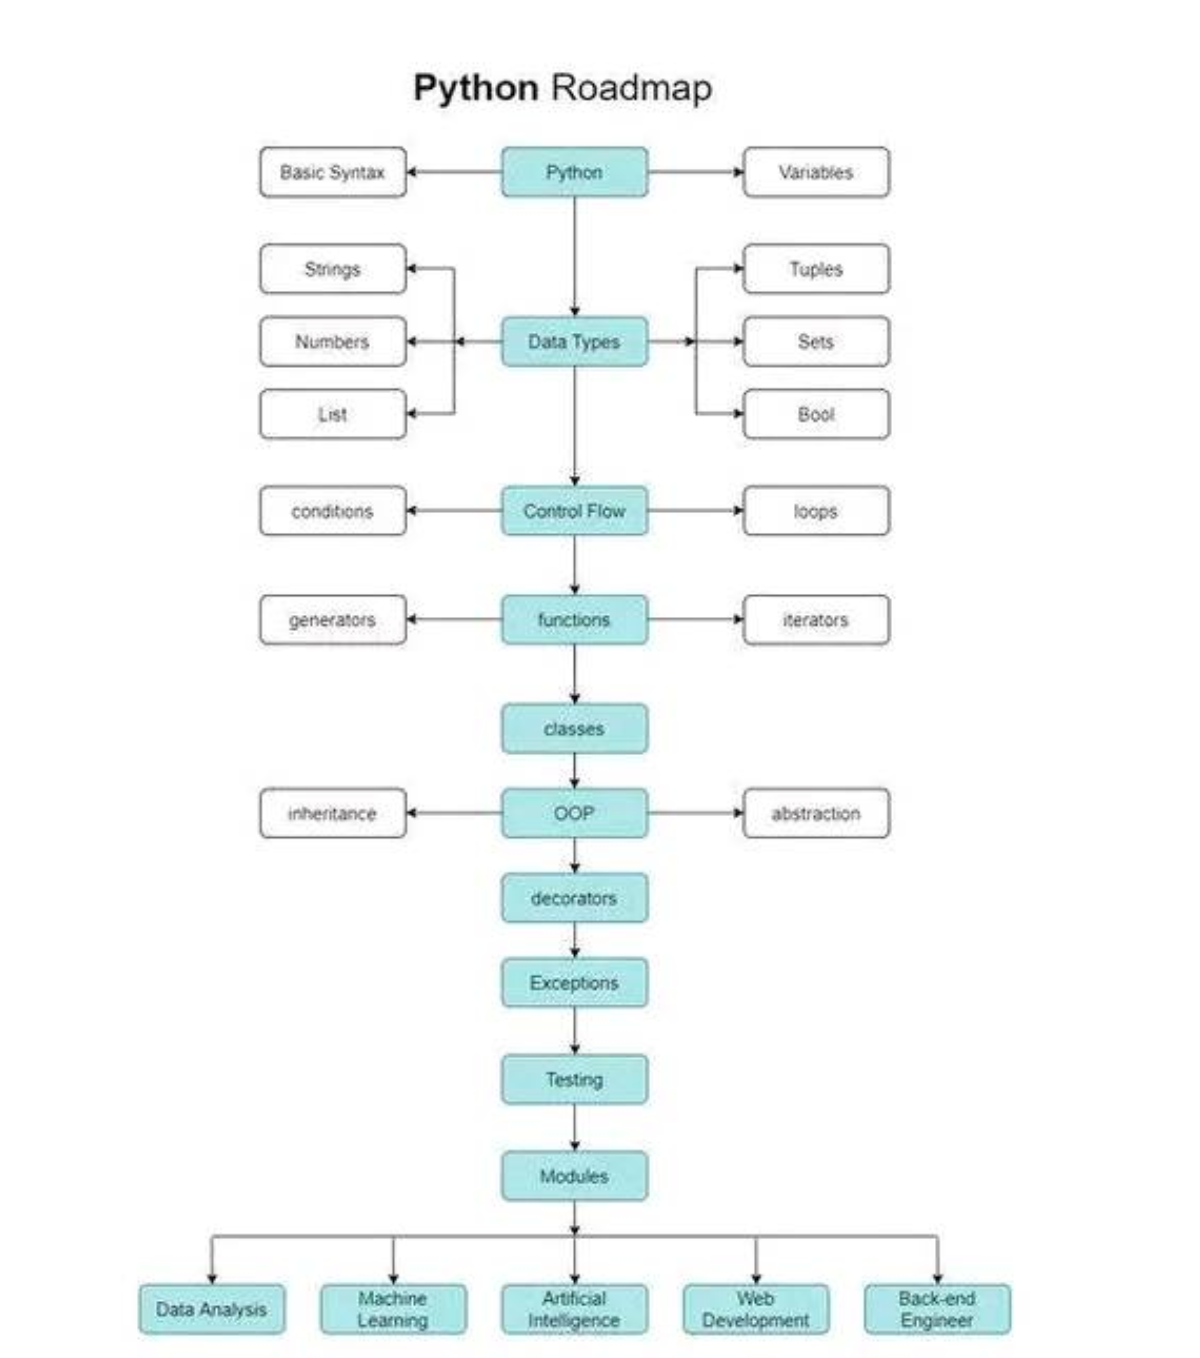 Python Roadmap
Basic Syntax
Python
Variables
Strings
Tuples
Numbers
Data Types
Sets
List
Bool
conditions
Control Flow
loops
generators
functions
iterators
classes
inheritance
OOP
abstraction
decorators
Exceptions
Testing
Modules
Data Analysis
Machine
Learning
Artificial
Intelligence
Web
Development
Back-end
Engineer